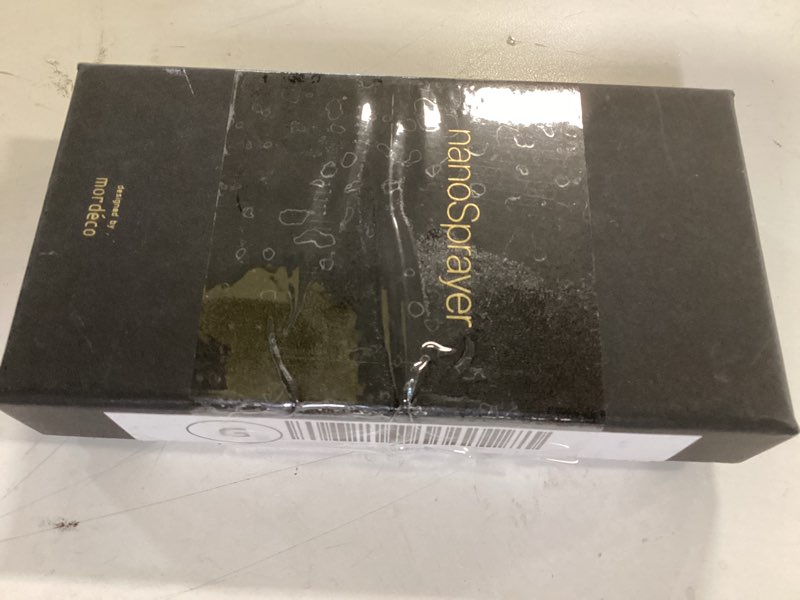 nanoSprayer
designed by:
mordéco
G